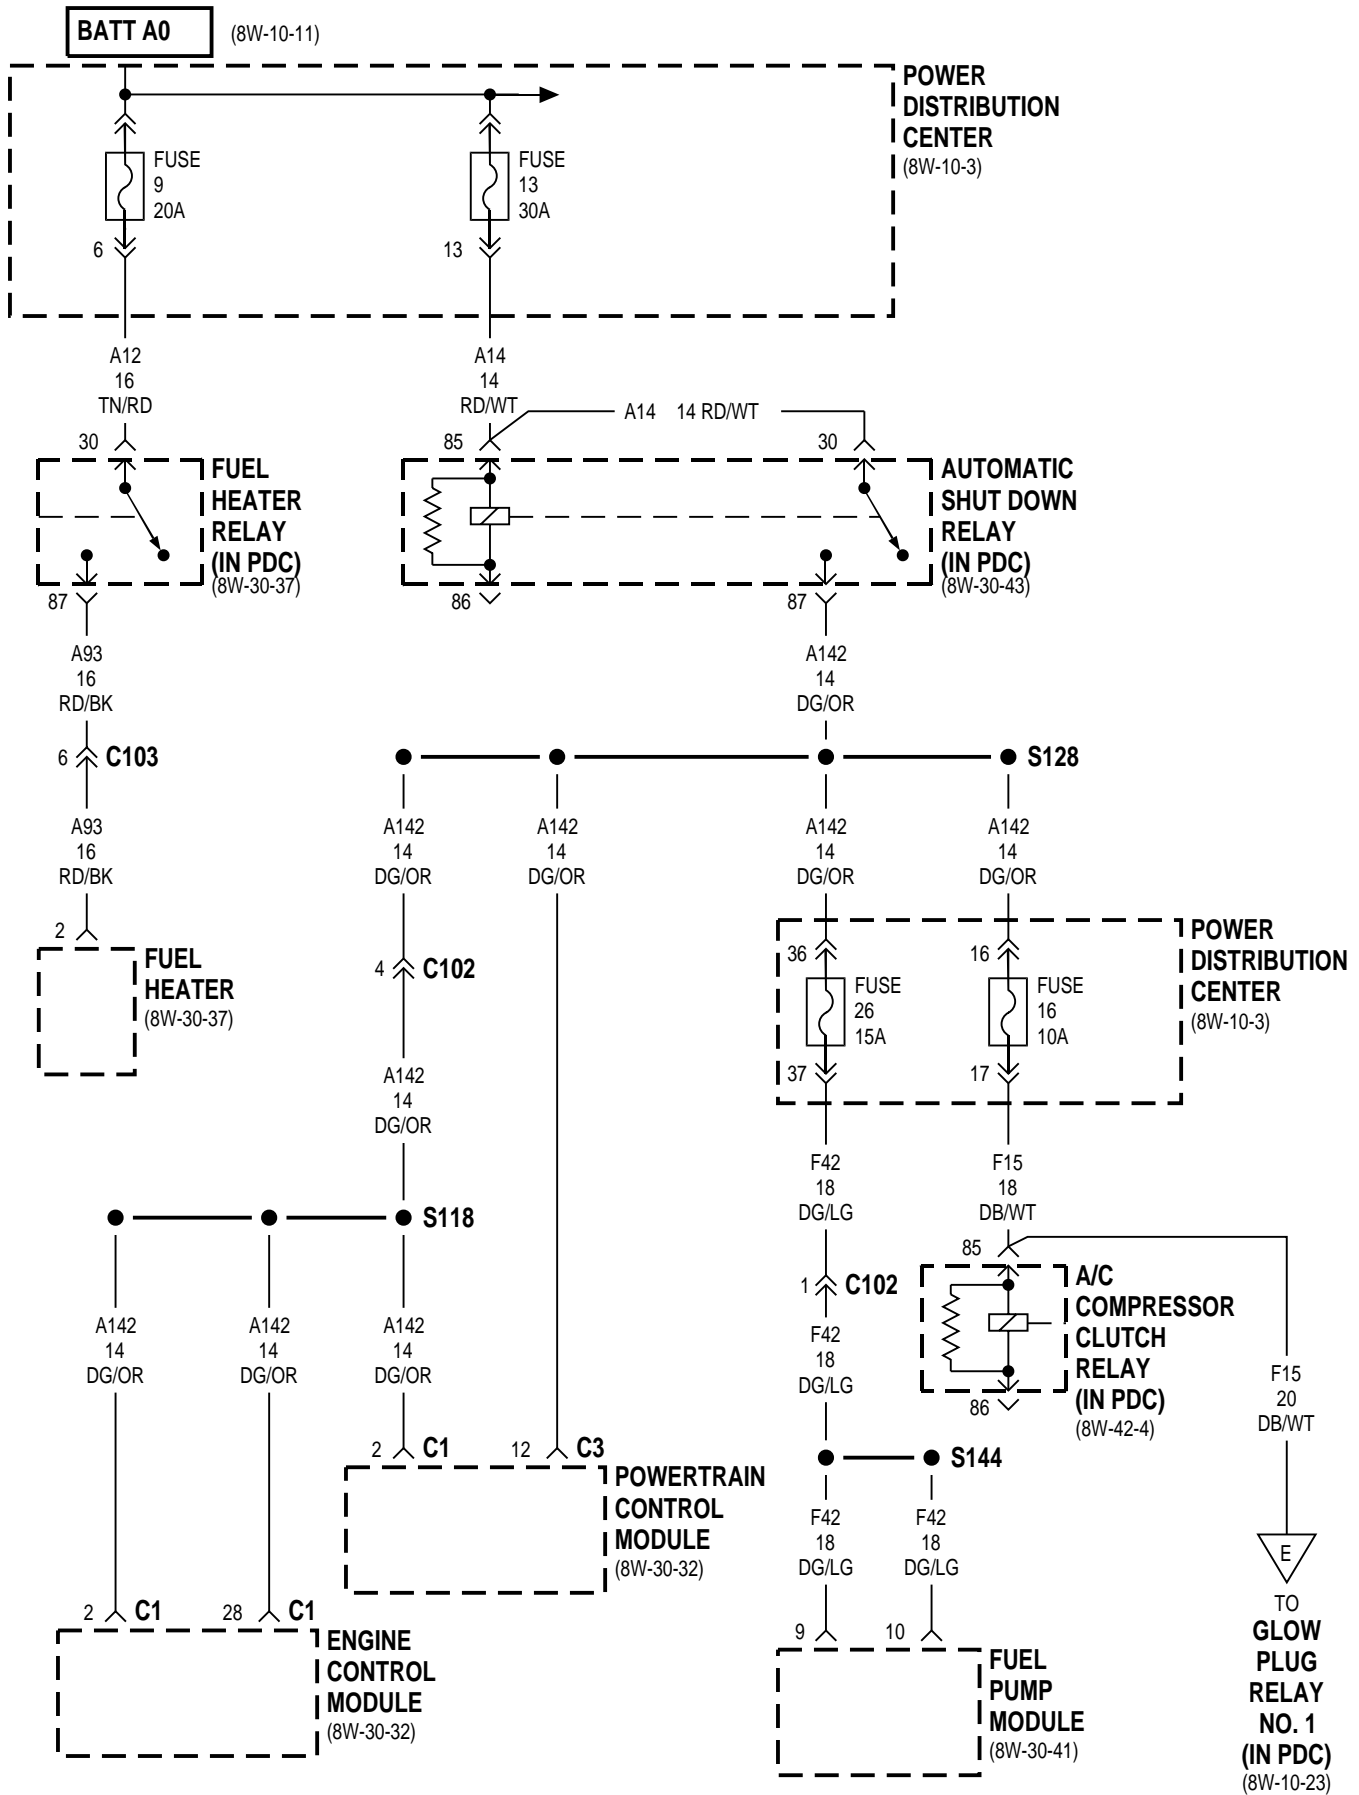 BATT A0
(8W-10-11)
POWER
DISTRIBUTION
CENTER
(8W-10-3)
FUSE
9
20A
6
FUSE
13
30A
13
A12
16
TN/RD
A14
14
RD/WT
A14 14 RD/WT
30
85
30
FUEL
HEATER
RELAY
(IN PDC)
(8W-30-37)
AUTOMATIC
SHUT DOWN
RELAY
(IN PDC)
(8W-30-43)
87
86
87
A93
16
RD/BK
A142
14
DG/OR
6
C103
S128
A93
16
RD/BK
A142
14
DG/OR
A142
14
DG/OR
A142
14
DG/OR
A142
14
DG/OR
2
FUEL
HEATER
(8W-30-37)
4
C102
36
FUSE
26
15A
37
16
FUSE
16
10A
17
POWER
DISTRIBUTION
CENTER
(8W-10-3)
A142
14
DG/OR
F42
18
DG/LG
F15
18
DB/WT
S118
85
1
C102
A/C
COMPRESSOR
CLUTCH
RELAY
(IN PDC)
(8W-42-4)
86
A142
14
DG/OR
A142
14
DG/OR
A142
14
DG/OR
F42
18
DG/LG
F15
20
DB/WT
2
C1
12
C3
POWERTRAIN
CONTROL
MODULE
(8W-30-32)
S144
F42
18
DG/LG
F42
18
DG/LG
E
TO
GLOW
PLUG
RELAY
NO. 1
(IN PDC)
(8W-10-23)
2
C1
28
C1
ENGINE
CONTROL
MODULE
(8W-30-32)
9
10
FUEL
PUMP
MODULE
(8W-30-41)